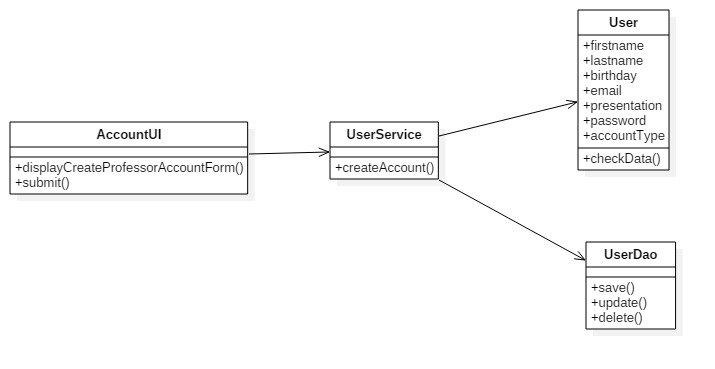 AccountUI
+displayCreateProfessorAccountForm()
+submit()
UserService
+createAccount()
User
+firstname
+lastname
+birthday
+email
+presentation
+password
+accountType
+checkData()
UserDao
+save()
+update()
+delete()